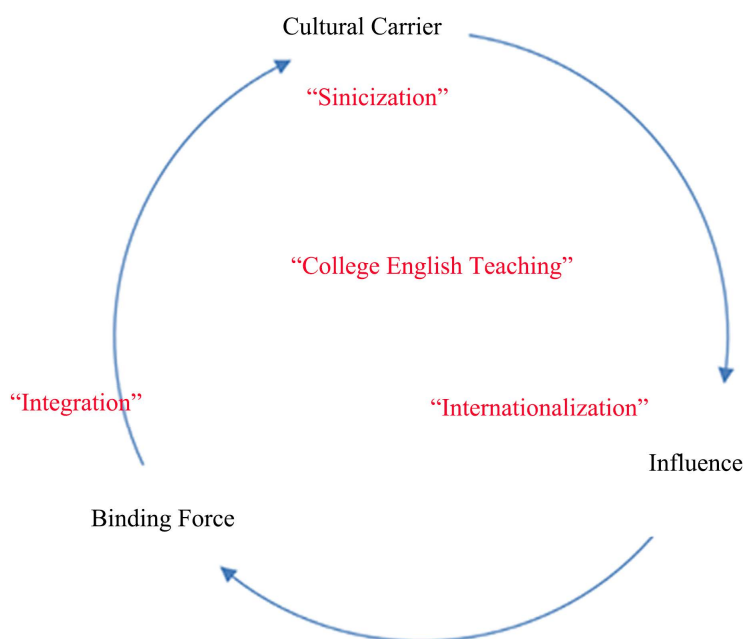 Cultural Carrier
“Sinicization”
“College English Teaching”
“Integration”
“Internationalization”
Influence
Binding Force